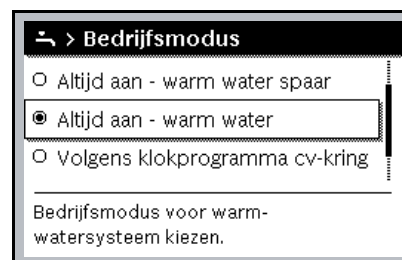 > Bedrijfsmodus
Altijd aan - warm water spaar
Altijd aan - warm water
Volgens klokprogramma cv-kring
Bedrijfsmodus voor warm-
watersysteem kiezen.